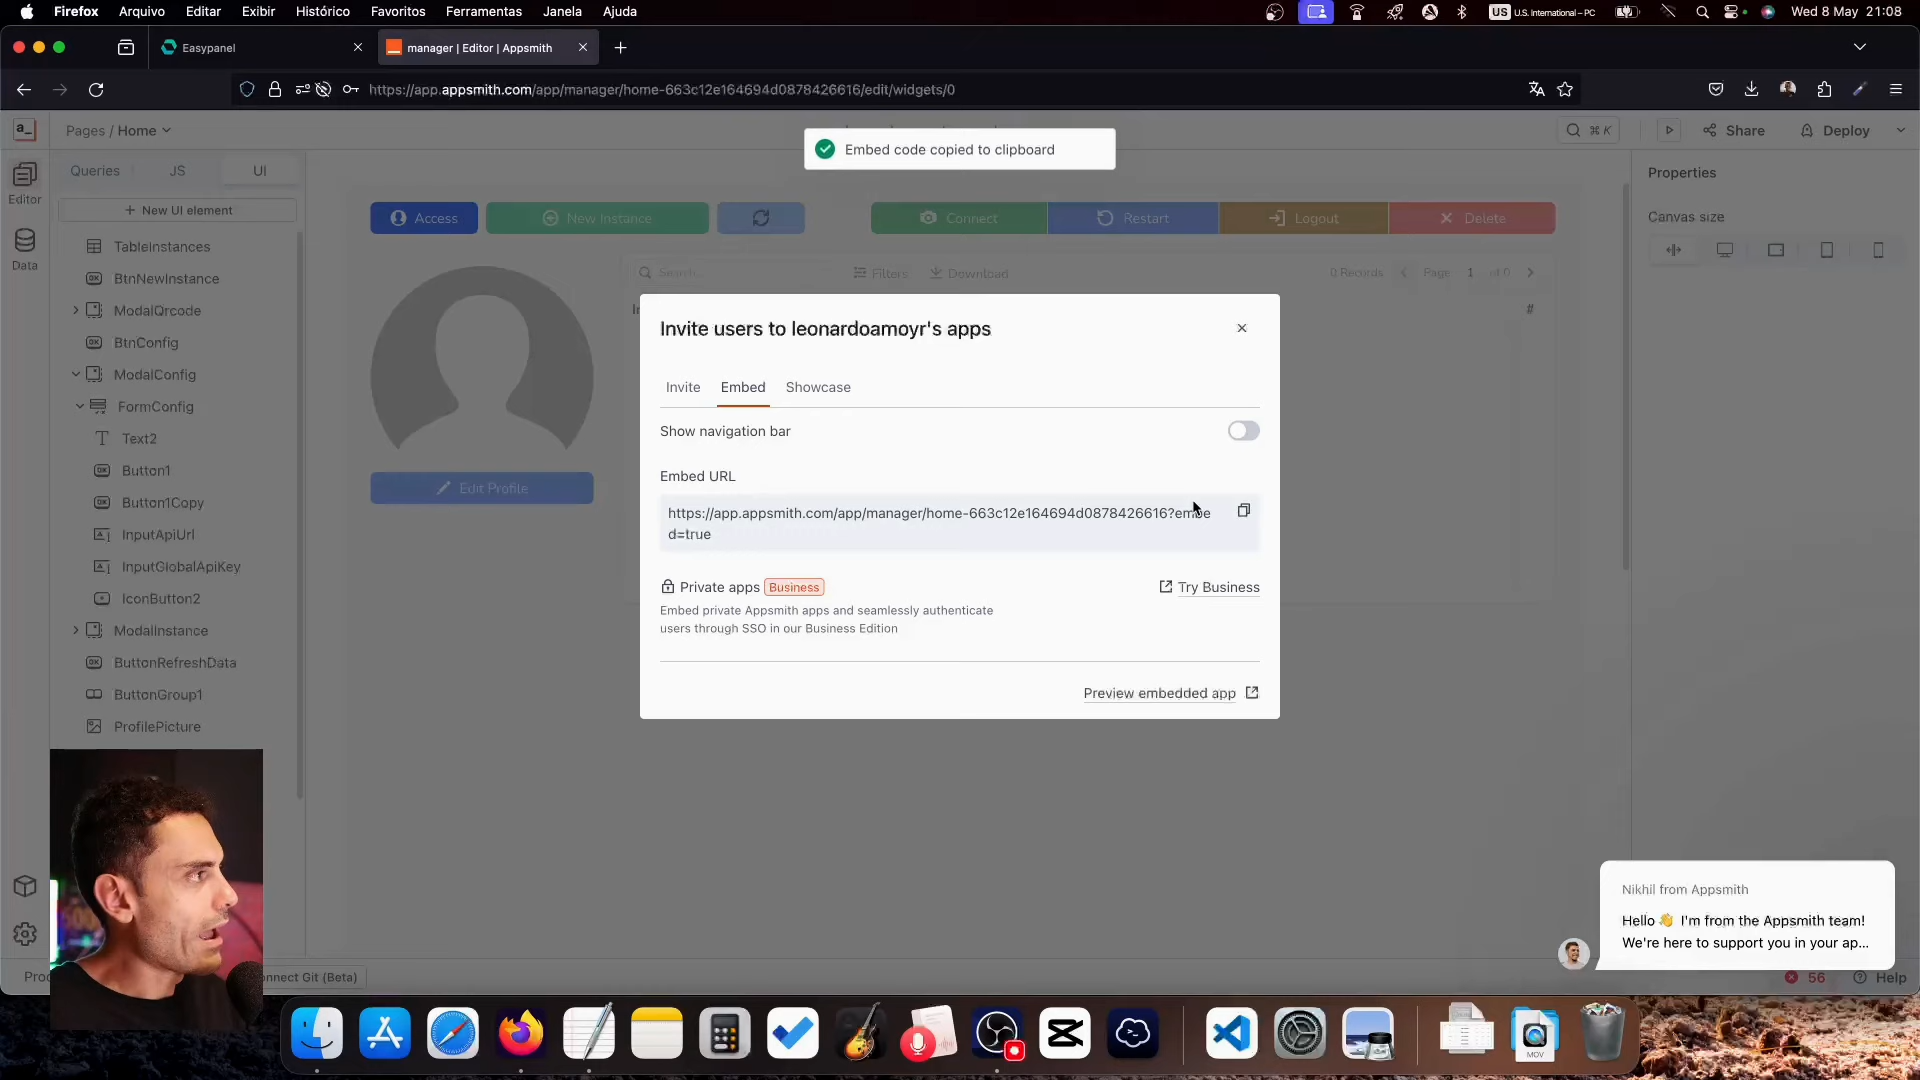 Firefox Arquivo Editar Exibir Histórico Favoritos Ferramentas Janela Ajuda
US U.S. International – PC
Wed 8 May 21:08
Easypanel
manager | Editor | Appsmith
https://app.appsmith.com/app/manager/home-663c12e164694d0878426616/edit/widgets/0
a_
Pages / Home
⌘ K
Share
Deploy
Embed code copied to clipboard
Queries JS UI
Editor
+ New UI element
Data
TableInstances
BtnNewInstance
ModalQrcode
BtnConfig
ModalConfig
FormConfig
Text2
Button1
Button1Copy
InputApiUrl
InputGlobalApiKey
IconButton2
ModalInstance
ButtonRefreshData
ButtonGroup1
ProfilePicture
Access
New Instance
Connect
Restart
Logout
Delete
Search...
Filters
Download
0 Records
Page 1 of 0
#
Edit Profile
Properties
Canvas size
Invite users to leonardoamoyr's apps
Invite Embed Showcase
Show navigation bar
Embed URL
https://app.appsmith.com/app/manager/home-663c12e164694d0878426616?embe
d=true
Private apps Business
Try Business
Embed private Appsmith apps and seamlessly authenticate
users through SSO in our Business Edition
Preview embedded app
Nikhil from Appsmith
Hello 👋 I'm from the Appsmith team!
We're here to support you in your ap...
onnect Git (Beta)
56
Help
MOV